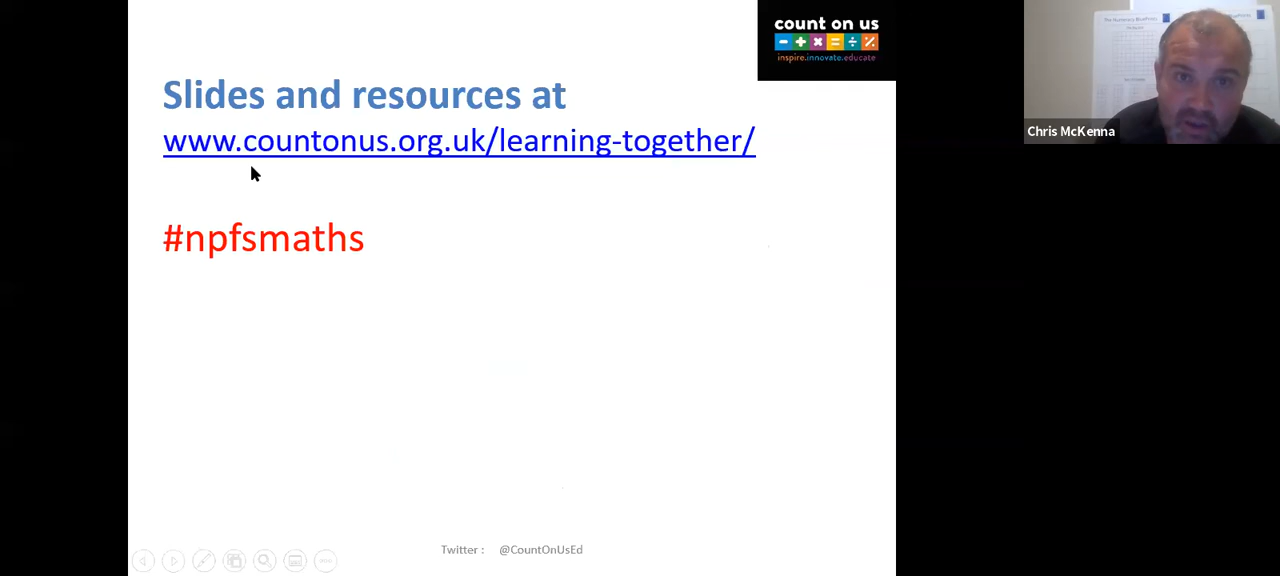 count on us
- + × = ÷ %
inspire.innovate.educate
Slides and resources at
www.countonus.org.uk/learning-together/
#npfsmaths
Twitter : @CountOnUsEd
Chris McKenna